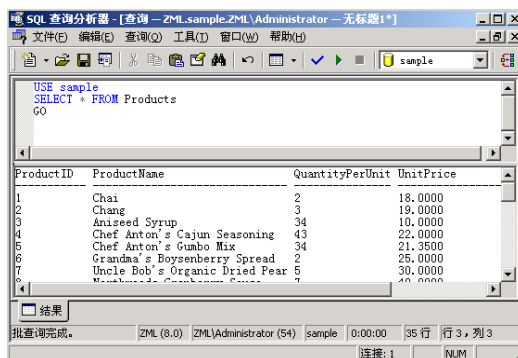 SQL 查询分析器 - [查询 — ZML.sample.ZML\Administrator — 无标题1*]
文件(F) 编辑(E) 查询(Q) 工具(T) 窗口(W) 帮助(H)
sample
USE sample
SELECT * FROM Products
GO
ProductID ProductName QuantityPerUnit UnitPrice
1 Chai 2 18.0000
2 Chang 3 19.0000
3 Aniseed Syrup 34 10.0000
4 Chef Anton's Cajun Seasoning 43 22.0000
5 Chef Anton's Gumbo Mix 34 21.3500
6 Grandma's Boysenberry Spread 2 25.0000
7 Uncle Bob's Organic Dried Pear 5 30.0000
结果
批查询完成。 ZML (8.0) ZML\Administrator (54) sample 0:00:00 35 行 行 3，列 3
连接: 1 NUM